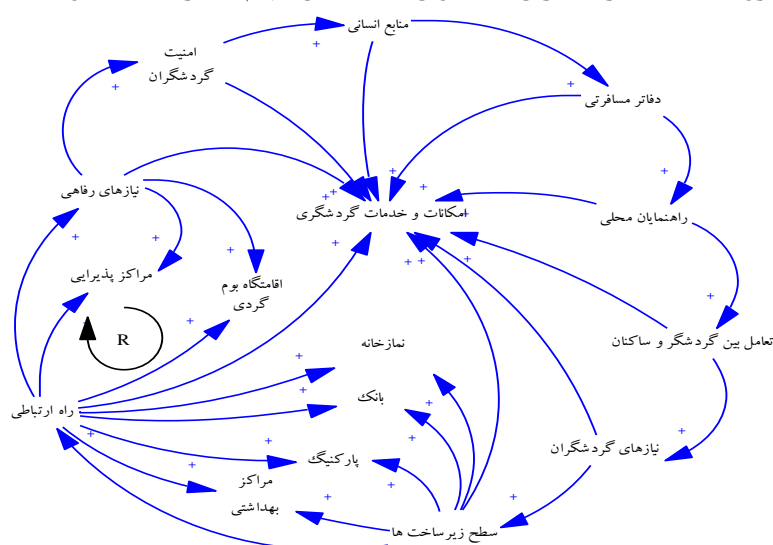 منابع انسانی
امنیت
گردشگران
دفاتر مسافرتی
نیازهای رفاهی
امکانات و خدمات گردشگری
راهنمایان محلی
مراکز پذیرایی
اقامتگاه بوم
گردی
R
نمازخانه
تعامل بین گردشگر و ساکنان
بانک
راه ارتباطی
نیازهای گردشگران
پارکنیگ
مراکز
بهداشتی
سطح زیرساخت ها